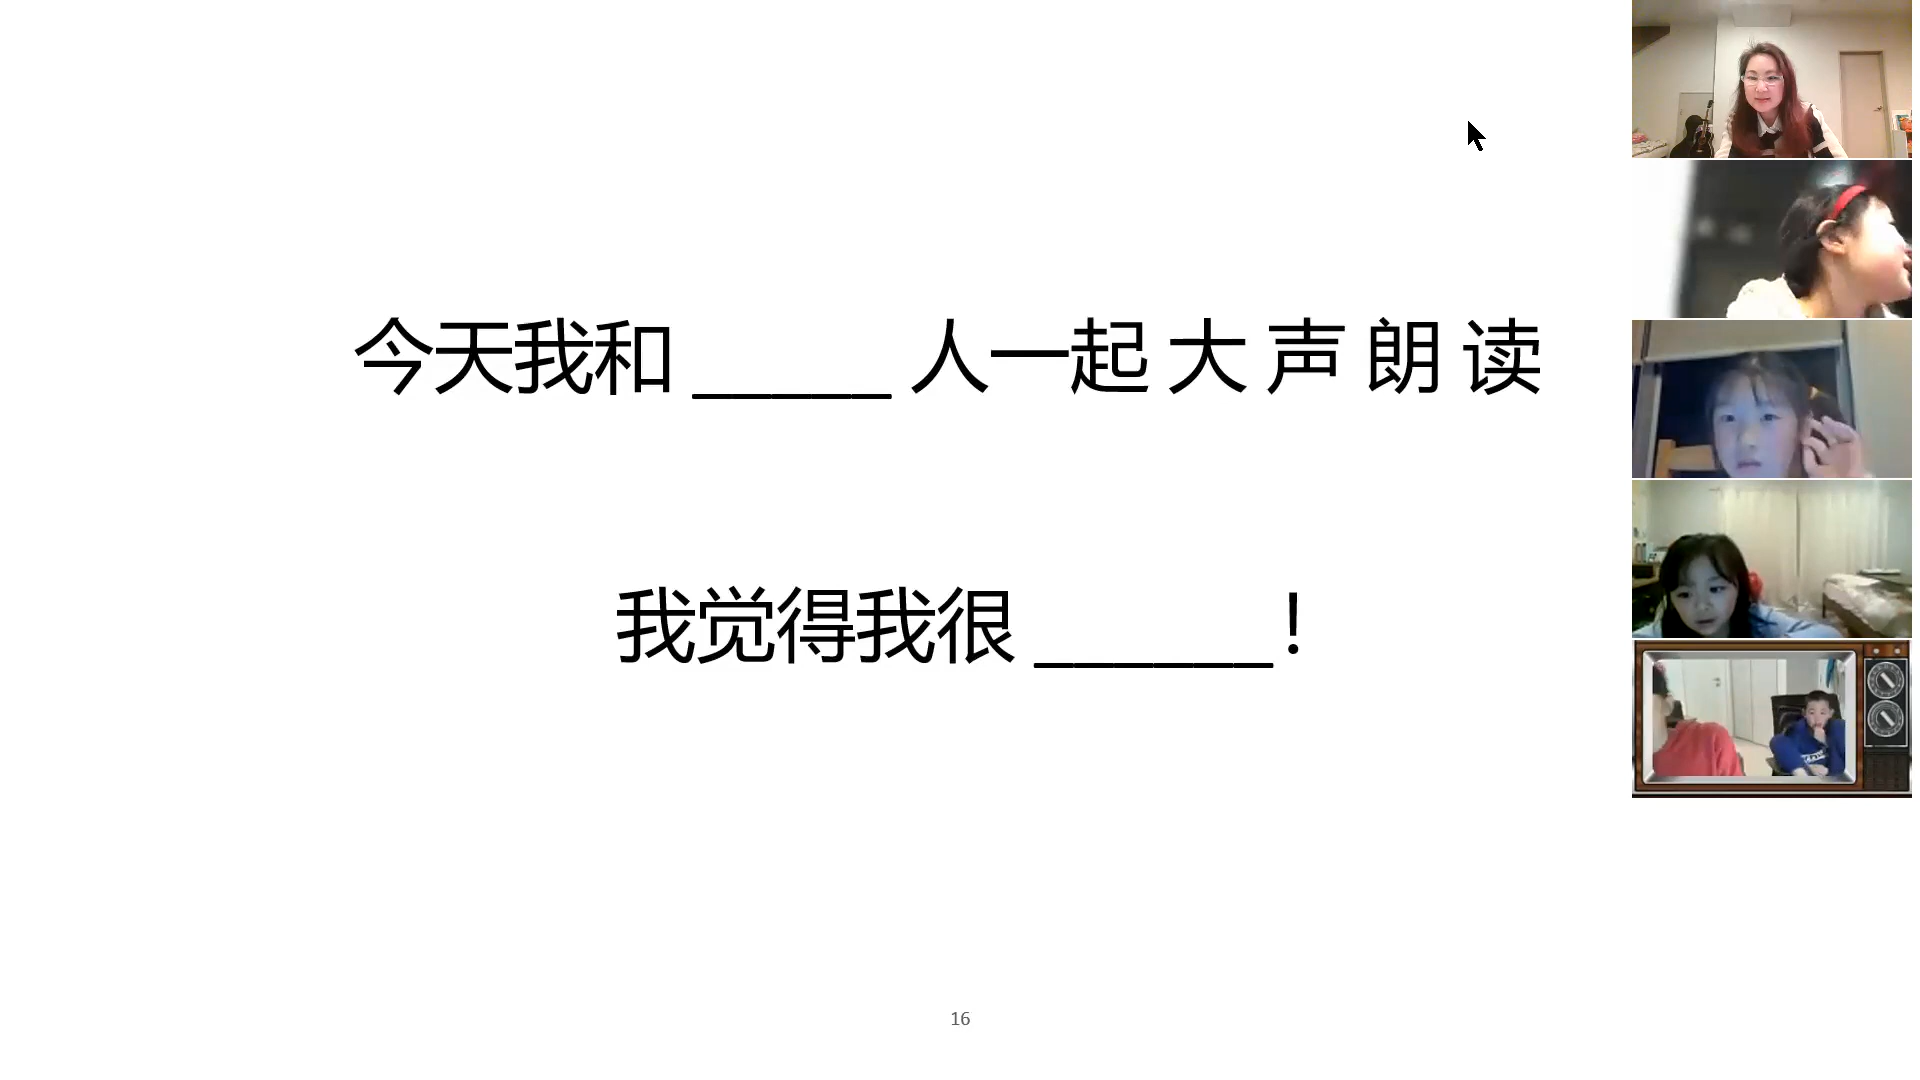 今天我和 _____ 人一起 大 声 朗 读
我觉得我很 ______!
16